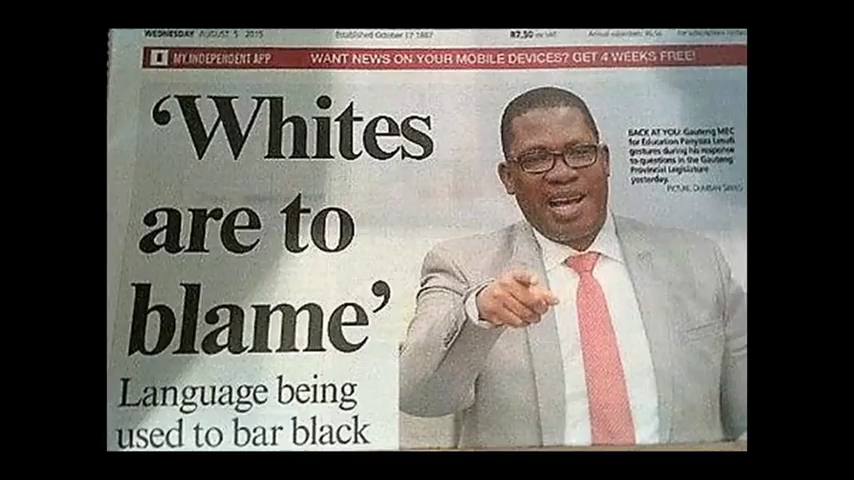 WEDNESDAY AUGUST 5 2015
Established October 17 1887
R7,50
MY.INDEPENDENT APP
WANT NEWS ON YOUR MOBILE DEVICES? GET 4 WEEKS FREE!
‘Whites
are to
blame’
Language being
used to bar black
BACK AT YOU: Gauteng MEC
for Education Panyaza Lesufi
gestures during his response
to questions in the Gauteng
Provincial Legislature
yesterday.
PICTURE: